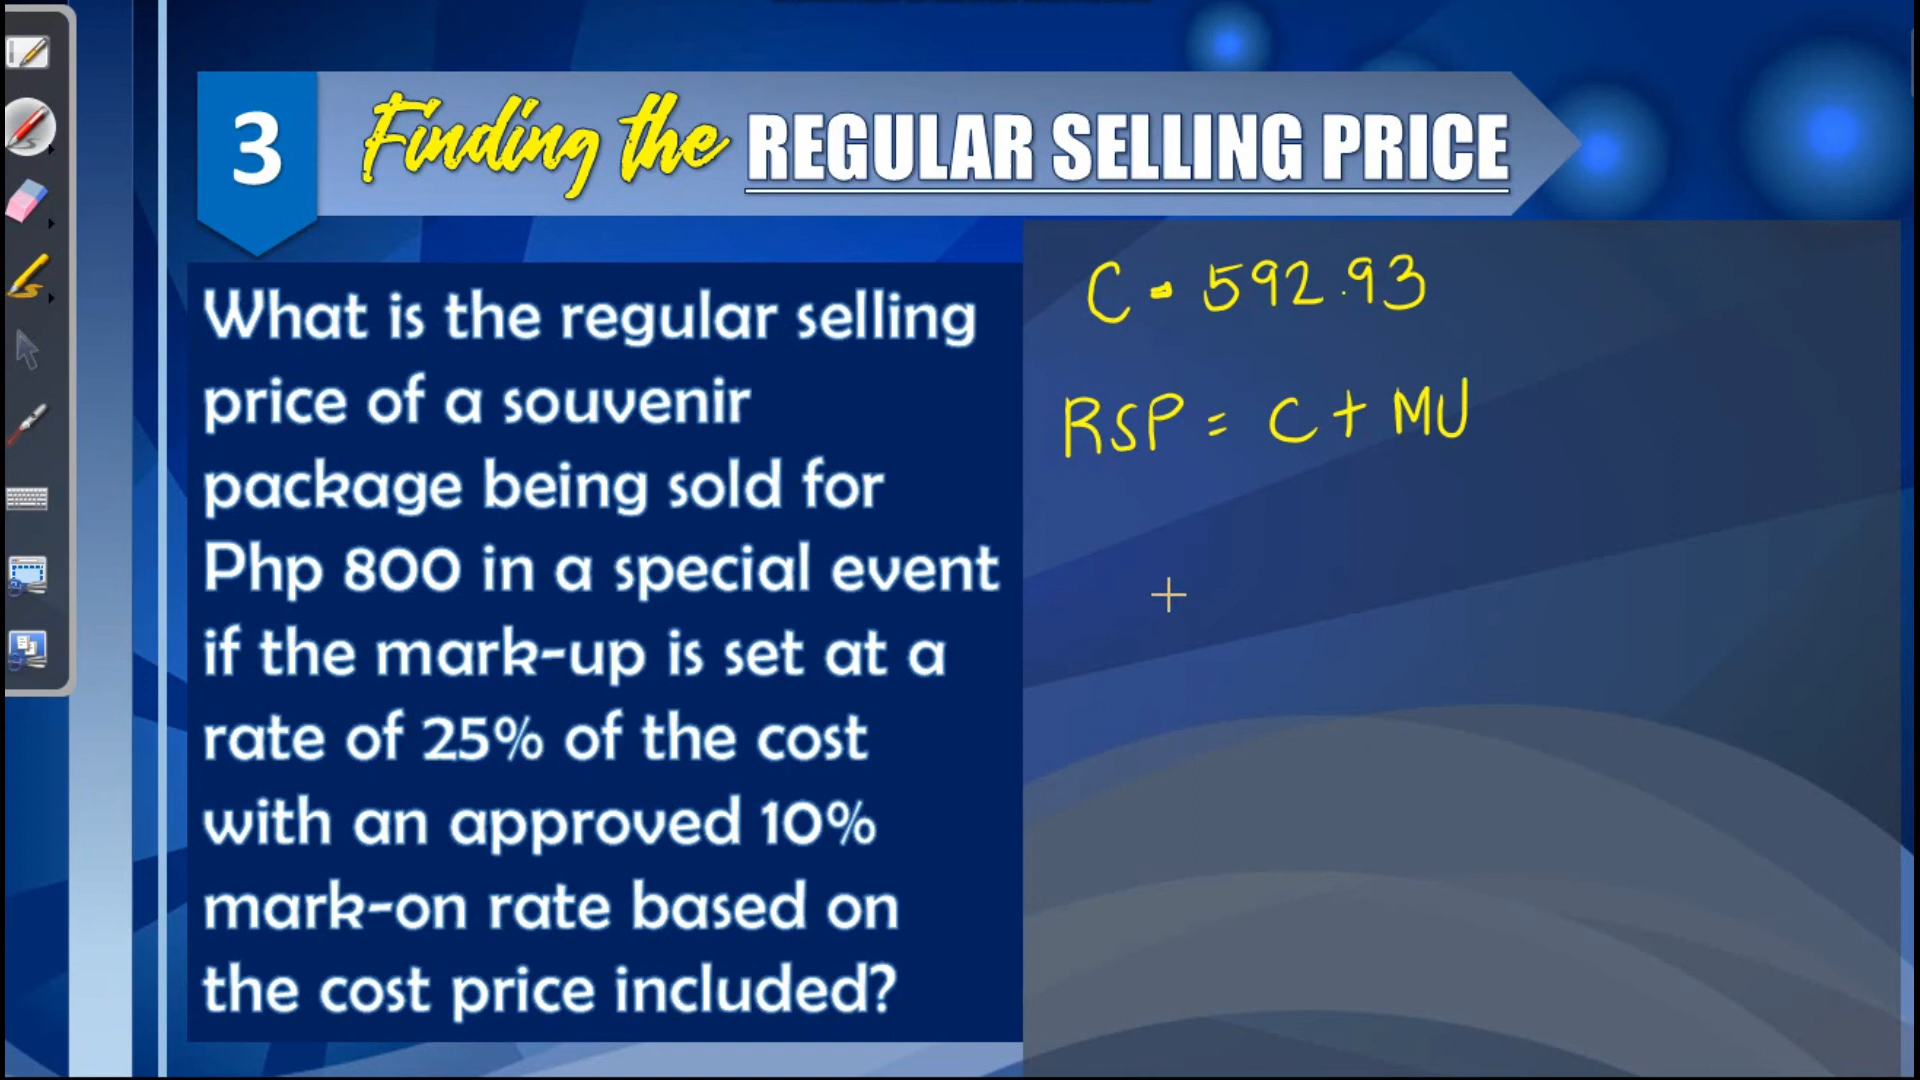 3
Finding the REGULAR SELLING PRICE
What is the regular selling
price of a souvenir
package being sold for
Php 800 in a special event
if the mark-up is set at a
rate of 25% of the cost
with an approved 10%
mark-on rate based on
the cost price included?
C - 592.93
RSP = C + MU